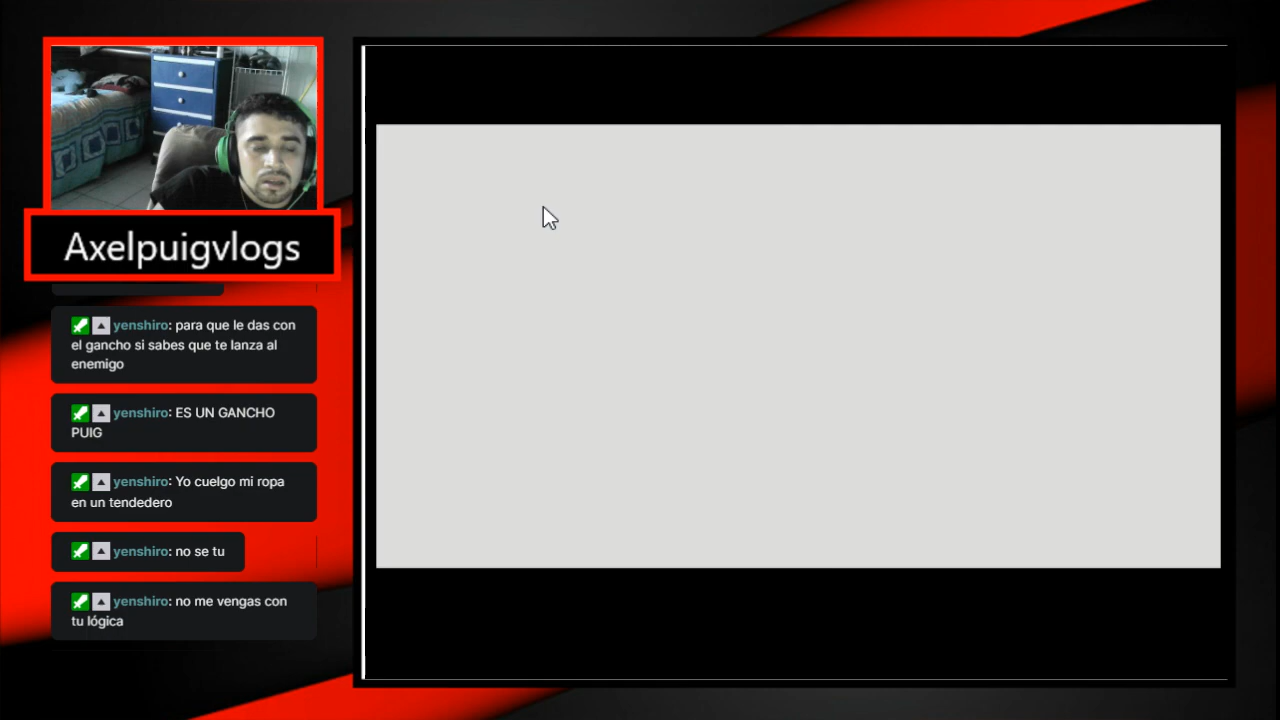 Axelpuigvlogs
yenshiro: para que le das con
el gancho si sabes que te lanza al
enemigo
yenshiro: ES UN GANCHO
PUIG
yenshiro: Yo cuelgo mi ropa
en un tendedero
yenshiro: no se tu
yenshiro: no me vengas con
tu lógica